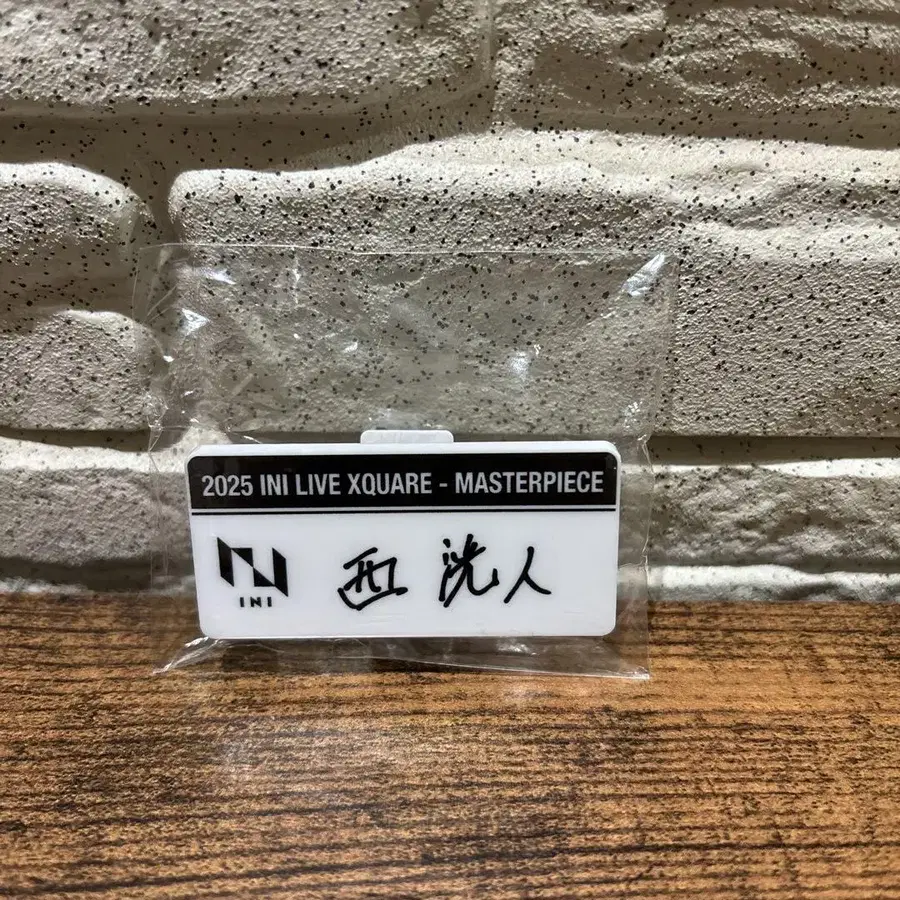 2025 INI LIVE XQUARE - MASTERPIECE
INI
西 洸人